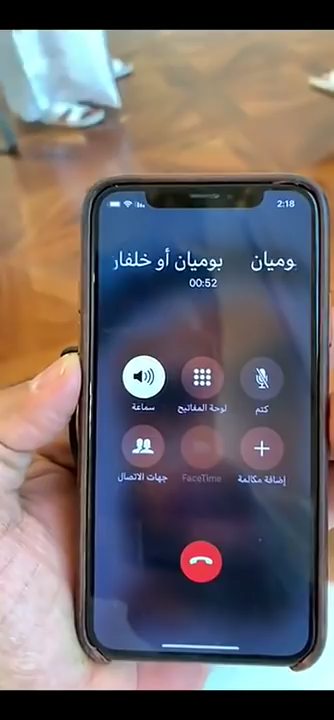 2:18
بوميان أو خلفار بوميان
00:52
كتم لوحة المفاتيح سماعة
إضافة مكالمة FaceTime جهات الاتصال